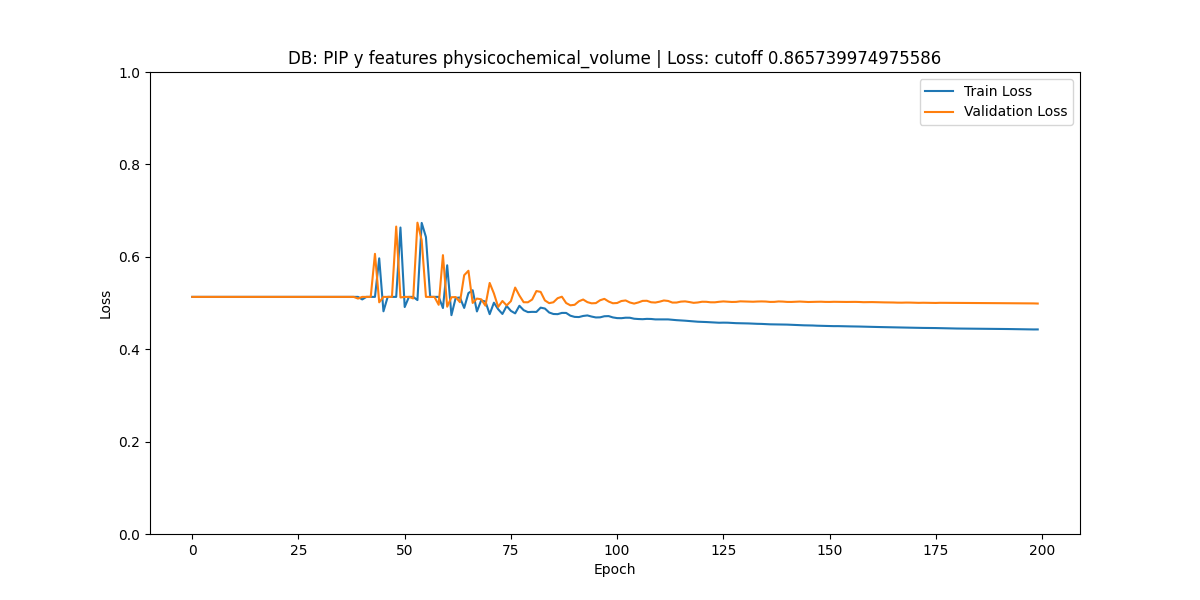 DB: PIP y features physicochemical_volume | Loss: cutoff 0.865739974975586
Train Loss
Validation Loss
Loss
1.0
0.8
0.6
0.4
0.2
0.0
0 25 50 75 100 125 150 175 200
Epoch